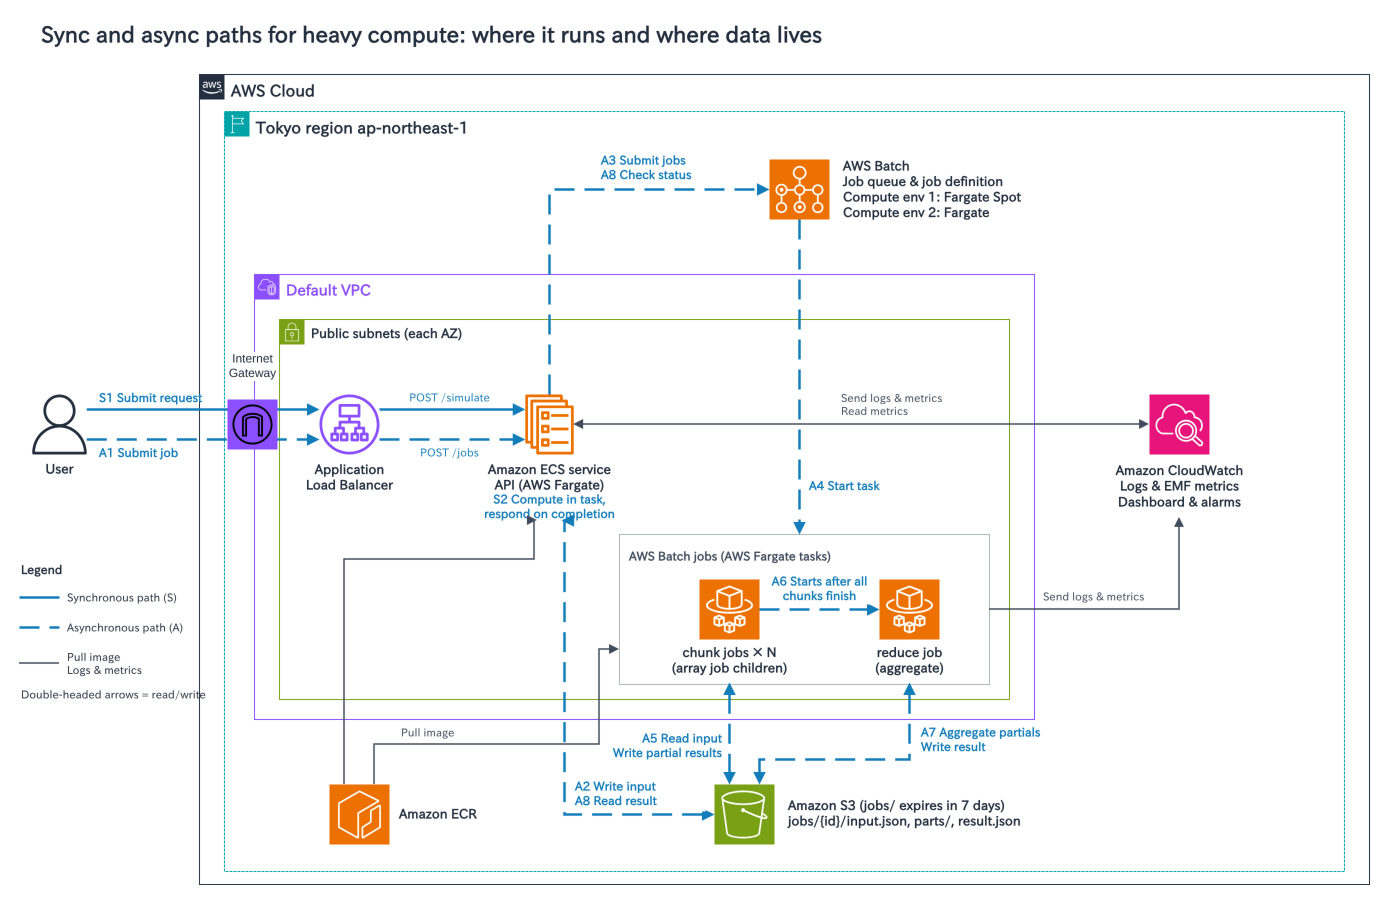 Sync and async paths for heavy compute: where it runs and where data lives
aws
AWS Cloud
Tokyo region ap-northeast-1
A3 Submit jobs
A8 Check status
AWS Batch
Job queue & job definition
Compute env 1: Fargate Spot
Compute env 2: Fargate
Default VPC
Public subnets (each AZ)
Internet
Gateway
S1 Submit request
A1 Submit job
User
POST /simulate
POST /jobs
Application
Load Balancer
Amazon ECS service
API (AWS Fargate)
S2 Compute in task,
respond on completion
Send logs & metrics
Read metrics
Amazon CloudWatch
Logs & EMF metrics
Dashboard & alarms
A4 Start task
AWS Batch jobs (AWS Fargate tasks)
A6 Starts after all
chunks finish
chunk jobs × N
(array job children)
reduce job
(aggregate)
Send logs & metrics
Legend
Synchronous path (S)
Asynchronous path (A)
Pull image
Logs & metrics
Double-headed arrows = read/write
Pull image
A5 Read input
Write partial results
A7 Aggregate partials
Write result
A2 Write input
A8 Read result
Amazon ECR
Amazon S3 (jobs/ expires in 7 days)
jobs/{id}/input.json, parts/, result.json